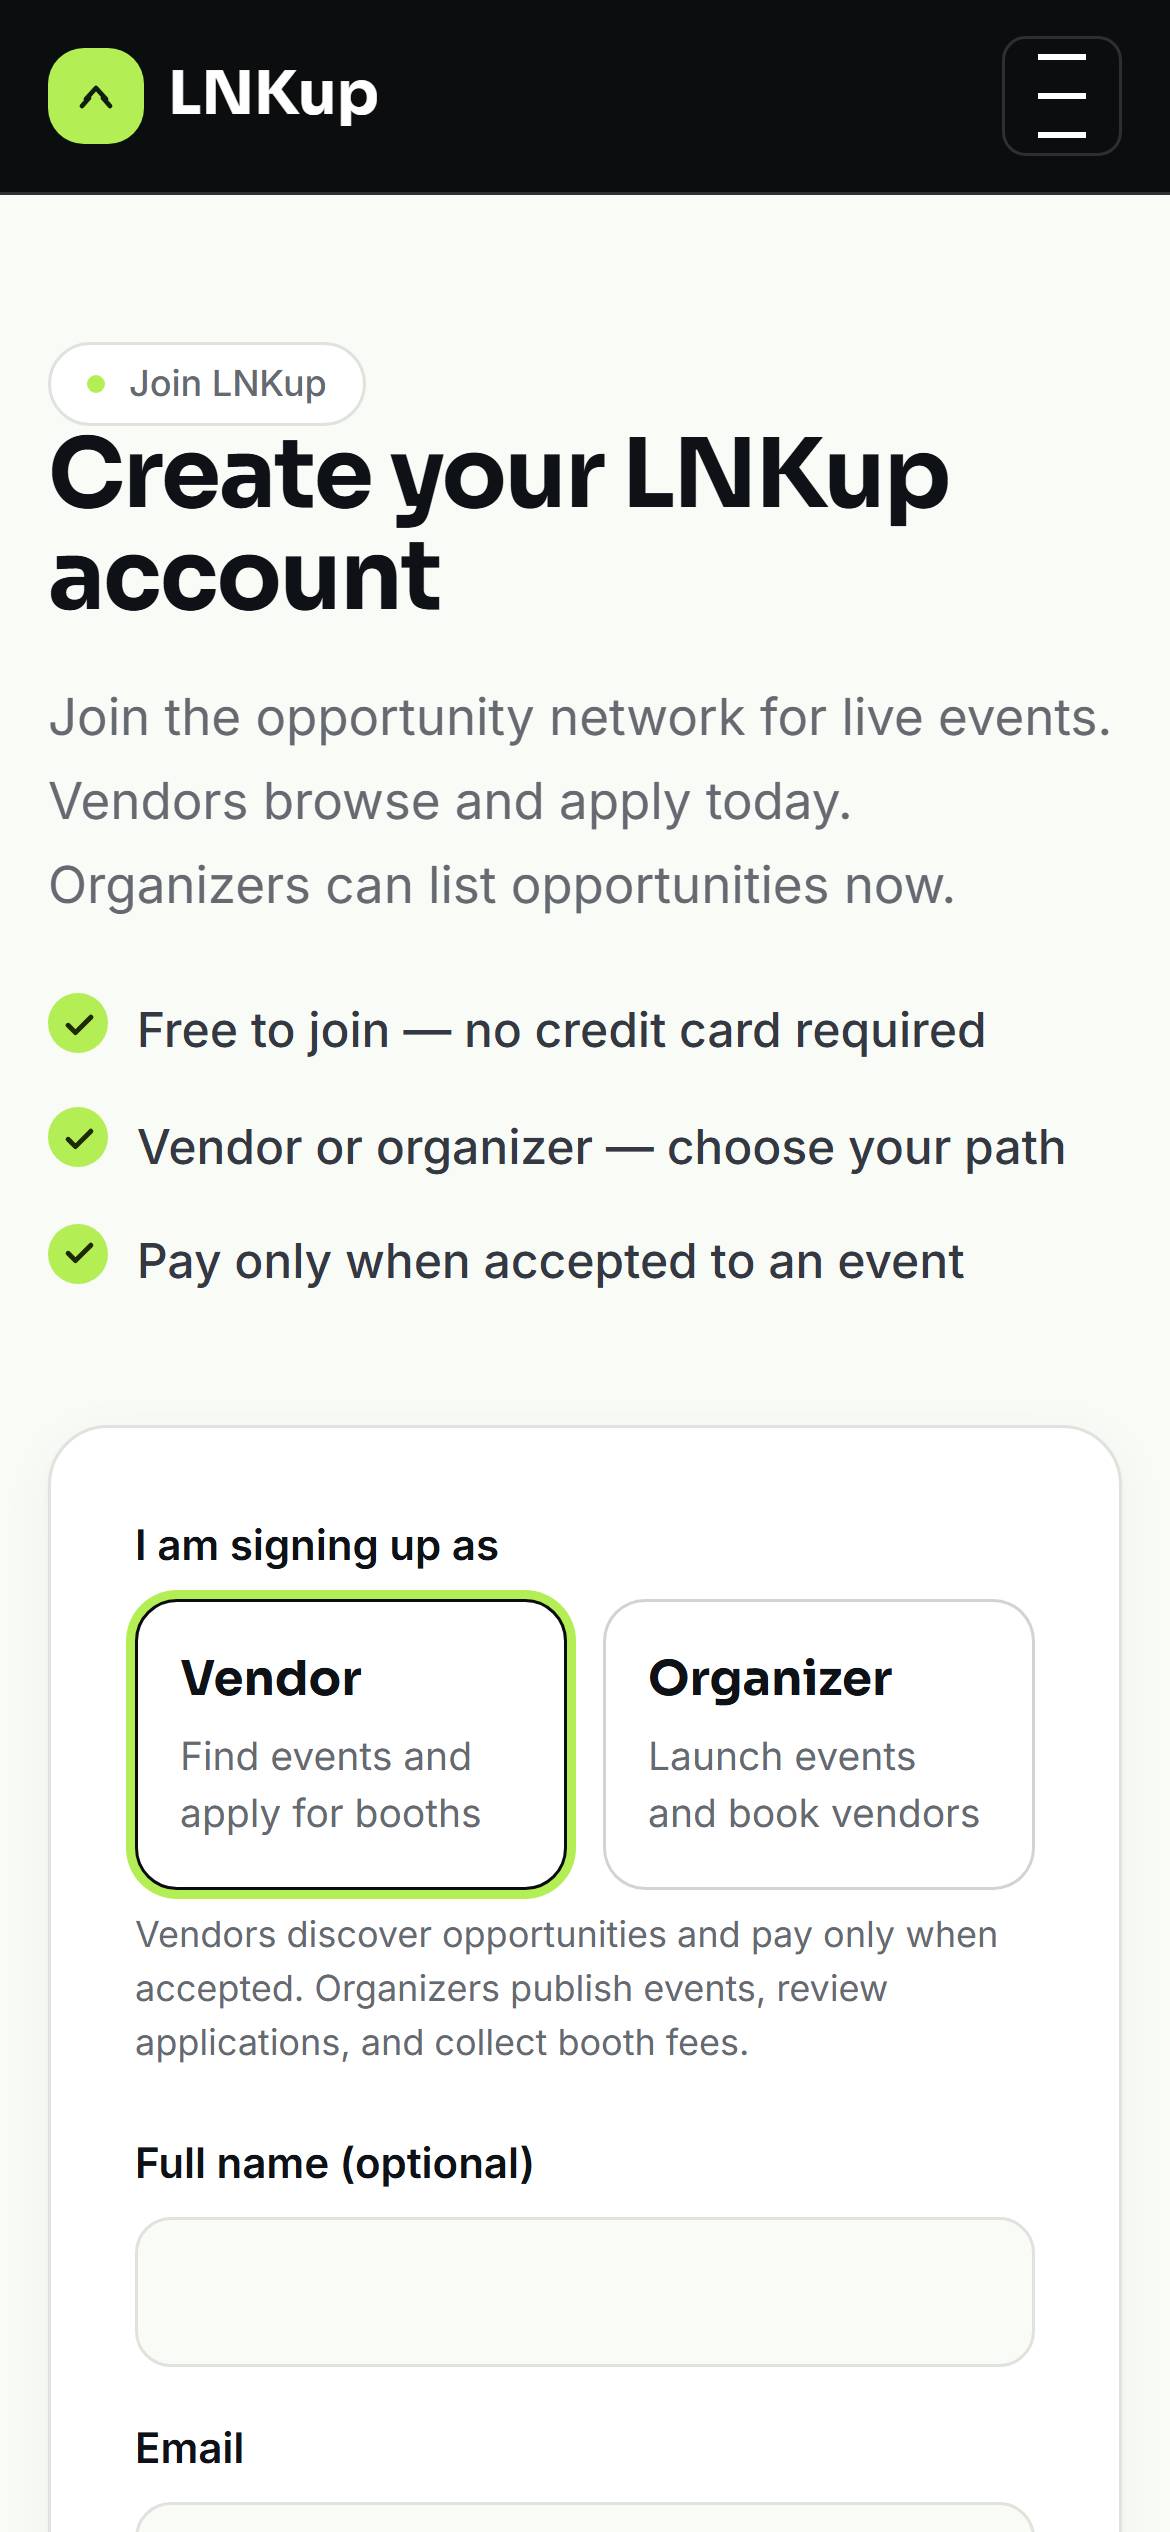 LNKup
Join LNKup
Create your LNKup
account
Join the opportunity network for live events.
Vendors browse and apply today.
Organizers can list opportunities now.
Free to join — no credit card required
Vendor or organizer — choose your path
Pay only when accepted to an event
I am signing up as
Vendor
Find events and
apply for booths
Organizer
Launch events
and book vendors
Vendors discover opportunities and pay only when
accepted. Organizers publish events, review
applications, and collect booth fees.
Full name (optional)
Email